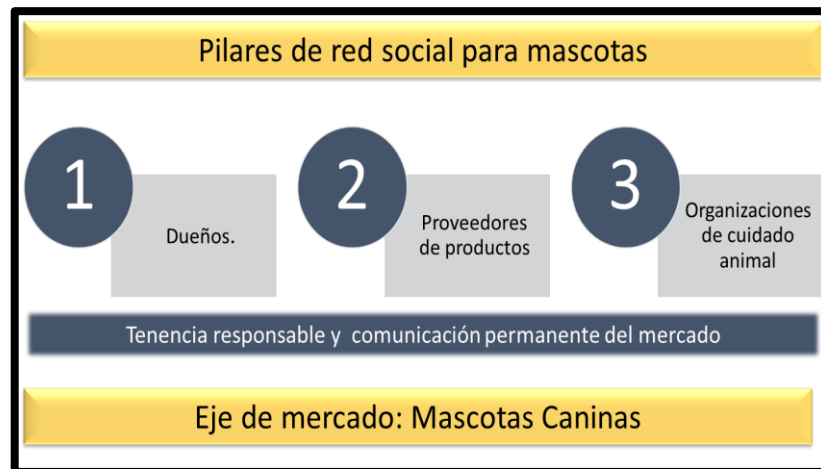 Pilares de red social para mascotas
1
Dueños.
2
Proveedores
de productos
3
Organizaciones
de cuidado
animal
Tenencia responsable y comunicación permanente del mercado
Eje de mercado: Mascotas Caninas